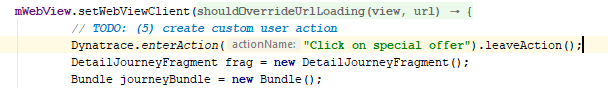 mWebView.setWebViewClient(shouldOverrideUrlLoading(view, url) → {
// TODO: (5) create custom user action
Dynatrace.enterAction( actionName: "Click on special offer").leaveAction();
DetailJourneyFragment frag = new DetailJourneyFragment();
Bundle journeyBundle = new Bundle();